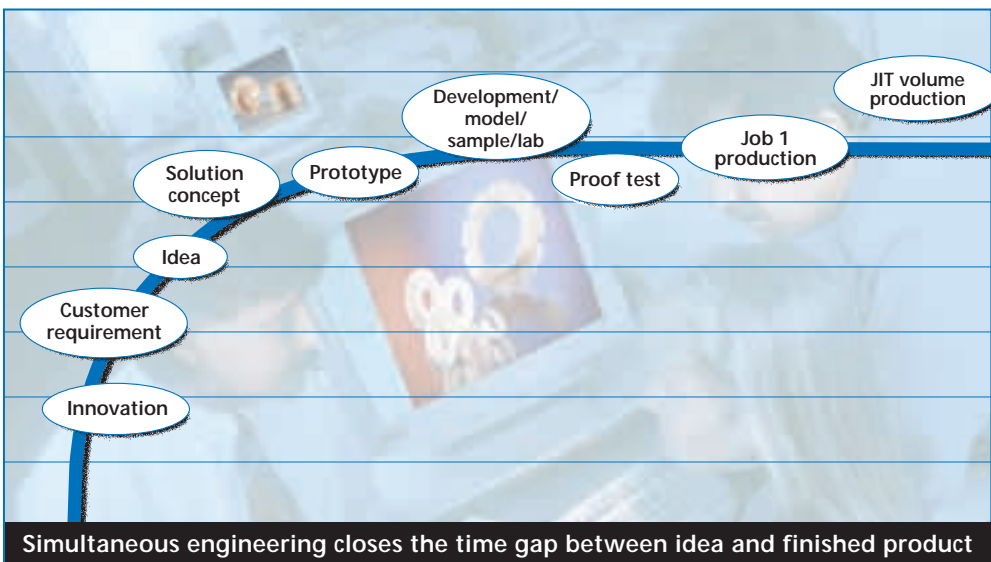 Innovation
Customer
requirement
Idea
Solution
concept
Prototype
Development/
model/
sample/lab
Proof test
Job 1
production
JIT volume
production
Simultaneous engineering closes the time gap between idea and finished product